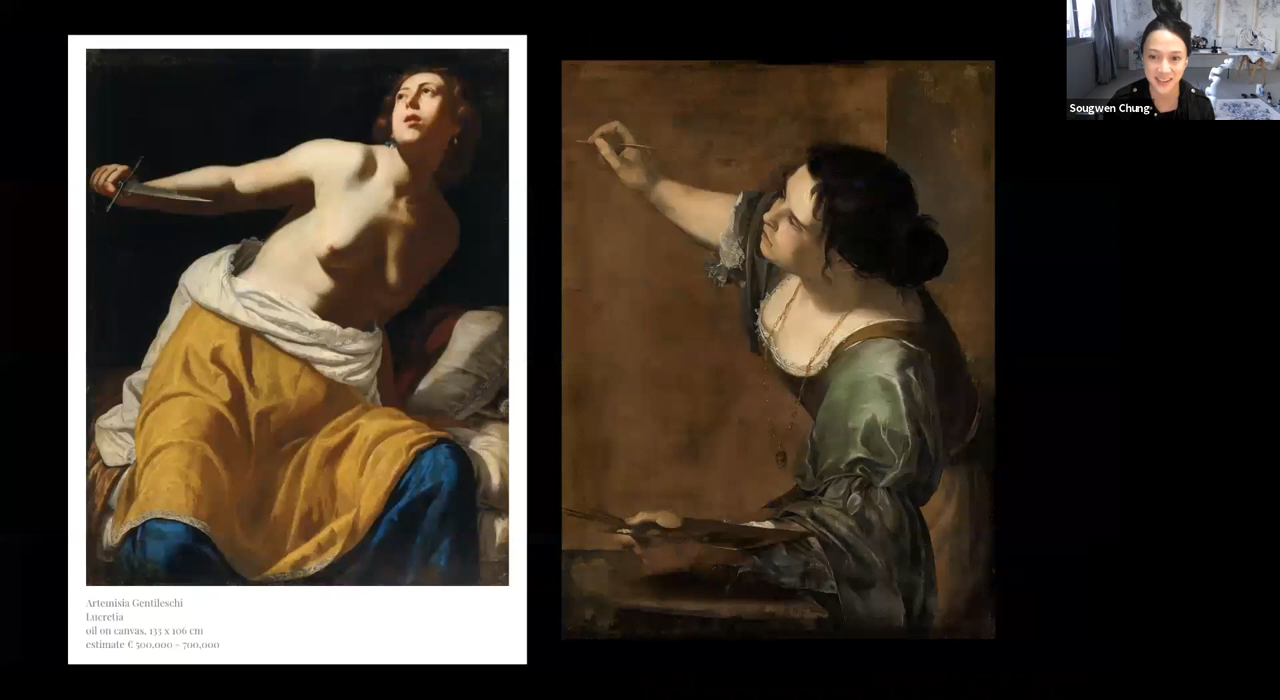 Sougwen Chung
Artemisia Gentileschi
Lucretia
oil on canvas, 133 x 106 cm
estimate € 500,000 – 700,000